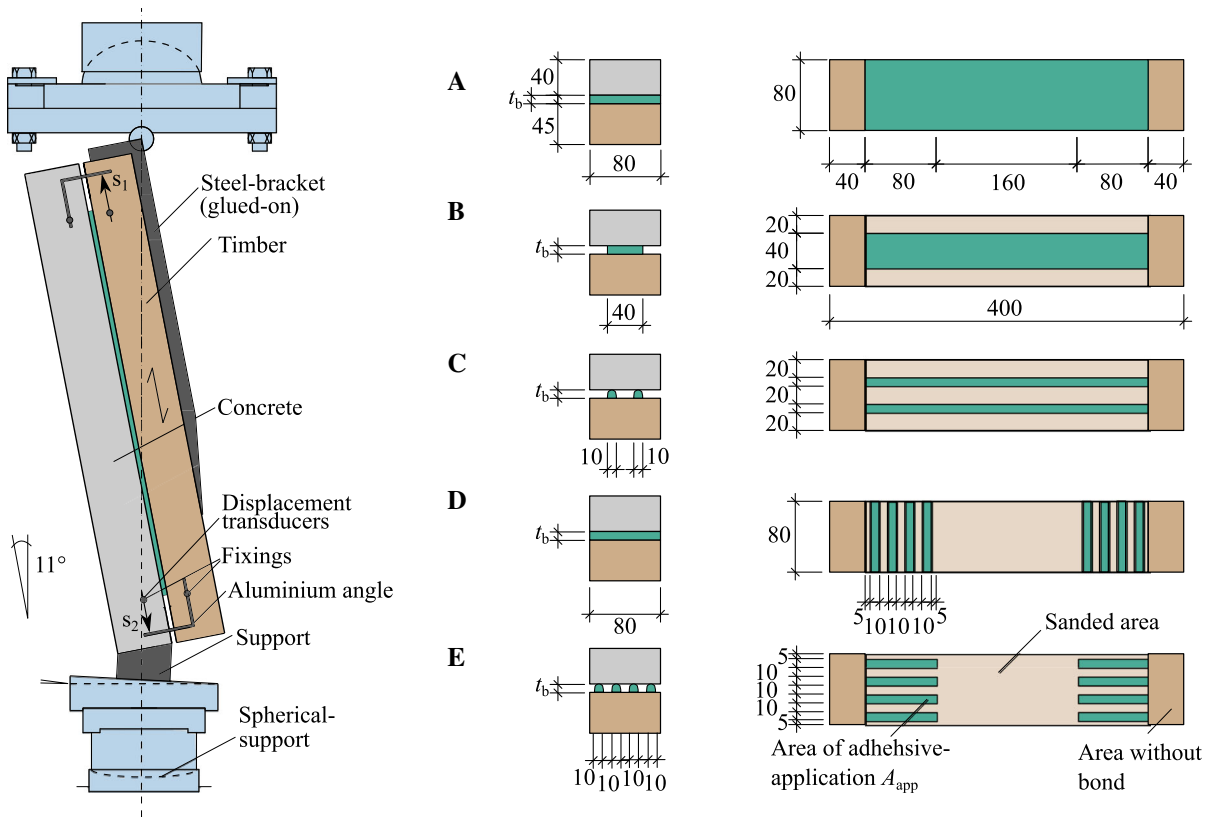 s1
Steel-bracket
(glued-on)
Timber
Concrete
Displacement
transducers
Fixings
Aluminium angle
s2
Support
Spherical-
support
11°
A
40
tb
45
80
80
40
80
160
80
40
B
tb
40
20
40
20
400
C
tb
10
10
20
20
20
D
tb
80
80
5
10
10
10
5
Sanded area
E
tb
10
10
10
10
5
10
10
10
5
Area of adhehsive-
application Aapp
Area without
bond